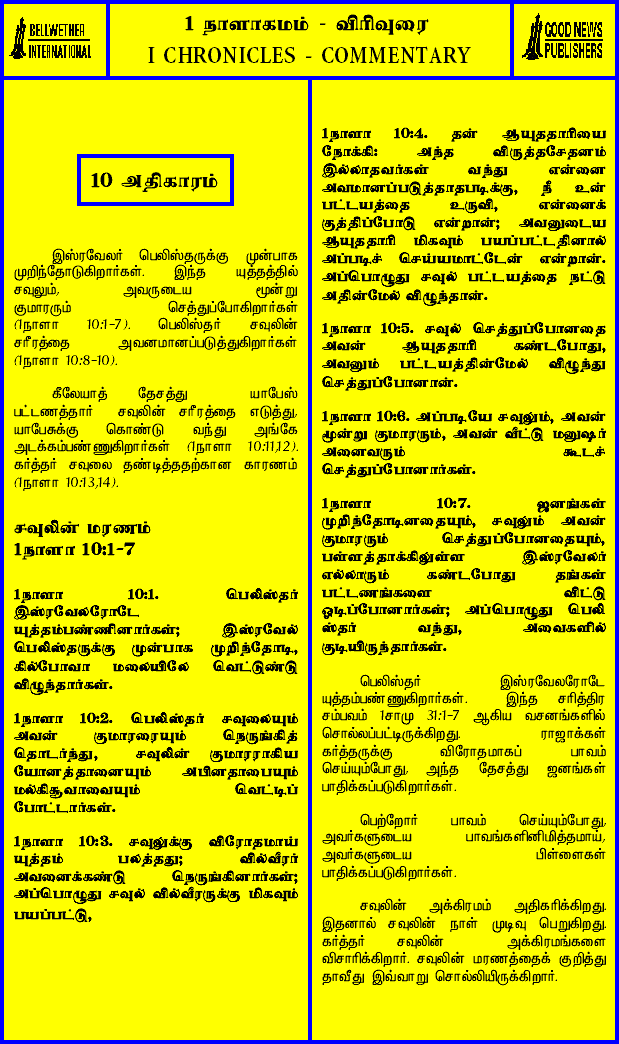 BELLWETHER
INTERNATIONAL
1 நாளாகமம் - விரிவுரை
I CHRONICLES - COMMENTARY
GOOD NEWS
PUBLISHERS
10 அதிகாரம்
இஸ்ரவேலர் பெலிஸ்தருக்கு முன்பாக
முறிந்தோடுகிறார்கள். இந்த யுத்தத்தில்
சவுலும், அவருடைய மூன்று
குமாரரும் செத்துப்போகிறார்கள்
(1நாளா 10:1-7). பெலிஸ்தர் சவுலின்
சரீரத்தை அவனமானப்படுத்துகிறார்கள்
(1நாளா 10:8-10).
கீலேயாத் தேசத்து யாபேஸ்
பட்டணத்தார் சவுலின் சரீரத்தை எடுத்து,
யாபேசுக்கு கொண்டு வந்து அங்கே
அடக்கம்பண்ணுகிறார்கள் (1நாளா 10:11,12).
கர்த்தர் சவுலை தண்டித்ததற்கான காரணம்
(1நாளா 10:13,14).
சவுலின் மரணம்
1நாளா 10:1-7
1நாளா 10:1. பெலிஸ்தர்
இஸ்ரவேலரோடே
யுத்தம்பண்ணினார்கள்; இஸ்ரவேல்
பெலிஸ்தருக்கு முன்பாக முறிந்தோடி,
கில்போவா மலையிலே வெட்டுண்டு
விழுந்தார்கள்.
1நாளா 10:2. பெலிஸ்தர் சவுலையும்
அவன் குமாரரையும் நெருங்கித்
தொடர்ந்து, சவுலின் குமாரராகிய
யோனத்தானையும் அபினதாபையும்
மல்கிசூவாவையும் வெட்டிப்
போட்டார்கள்.
1நாளா 10:3. சவுலுக்கு விரோதமாய்
யுத்தம் பலத்தது; வில்வீரர்
அவனைக்கண்டு நெருங்கினார்கள்;
அப்பொழுது சவுல் வில்வீரருக்கு மிகவும்
பயப்பட்டு,
1நாளா 10:4. தன் ஆயுததாரியை
நோக்கி: அந்த விருத்தசேதனம்
இல்லாதவர்கள் வந்து என்னை
அவமானப்படுத்தாதபடிக்கு, நீ உன்
பட்டயத்தை உருவி, என்னைக்
குத்திப்போடு என்றான்; அவனுடைய
ஆயுததாரி மிகவும் பயப்பட்டதினால்
அப்படிச் செய்யமாட்டேன் என்றான்.
அப்பொழுது சவுல் பட்டயத்தை நட்டு
அதின்மேல் விழுந்தான்.
1நாளா 10:5. சவுல் செத்துப்போனதை
அவன் ஆயுததாரி கண்டபோது,
அவனும் பட்டயத்தின்மேல் விழுந்து
செத்துப்போனான்.
1நாளா 10:6. அப்படியே சவுலும், அவன்
மூன்று குமாரரும், அவன் வீட்டு மனுஷர்
அனைவரும் கூடச்
செத்துப்போனார்கள்.
1நாளா 10:7. ஜனங்கள்
முறிந்தோடினதையும், சவுலும் அவன்
குமாரரும் செத்துப்போனதையும்,
பள்ளத்தாக்கிலுள்ள இஸ்ரவேலர்
எல்லாரும் கண்டபோது தங்கள்
பட்டணங்களை விட்டு
ஓடிப்போனார்கள்; அப்பொழுது பெலி
ஸ்தர் வந்து, அவைகளில்
குடியிருந்தார்கள்.
பெலிஸ்தர் இஸ்ரவேலரோடே
யுத்தம்பண்ணுகிறார்கள். இந்த சரித்திர
சம்பவம் 1சாமு 31:1-7 ஆகிய வசனங்களில்
சொல்லப்பட்டிருக்கிறது. ராஜாக்கள்
கர்த்தருக்கு விரோதமாகப் பாவம்
செய்யும்போது, அந்த தேசத்து ஜனங்கள்
பாதிக்கப்படுகிறார்கள்.
பெற்றோர் பாவம் செய்யும்போது,
அவர்களுடைய பாவங்களினிமித்தமாய்,
அவர்களுடைய பிள்ளைகள்
பாதிக்கப்படுகிறார்கள்.
சவுலின் அக்கிரமம் அதிகரிக்கிறது.
இதனால் சவுலின் நாள் முடிவு பெறுகிறது.
கர்த்தர் சவுலின் அக்கிரமங்களை
விசாரிக்கிறார். சவுலின் மரணத்தைக் குறித்து
தாவீது இவ்வாறு சொல்லியிருக்கிறார்.